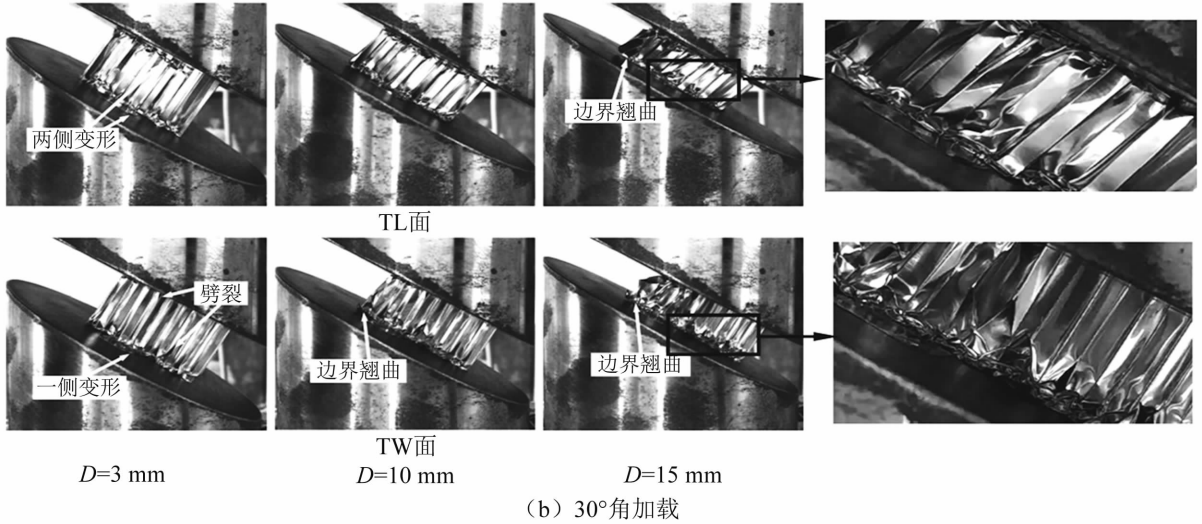 两侧变形
边界翘曲
TL面
劈裂
一侧变形
边界翘曲
边界翘曲
TW面
D=3 mm
D=10 mm
D=15 mm
（b）30°角加载